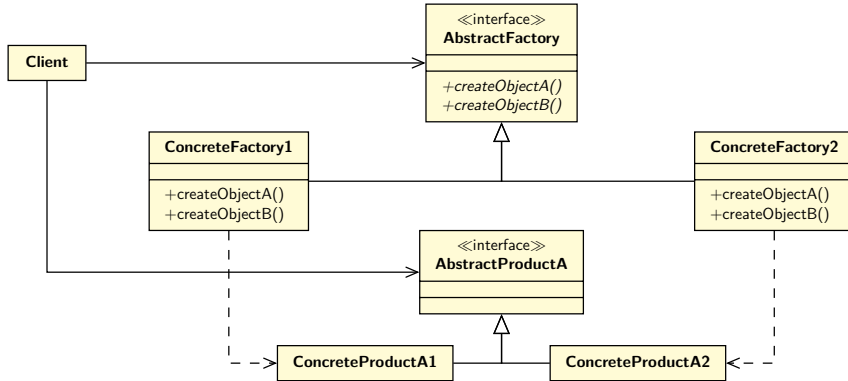 ≪interface≫
AbstractFactory
Client
+createObjectA()
+createObjectB()
ConcreteFactory1
ConcreteFactory2
+createObjectA()
+createObjectB()
+createObjectA()
+createObjectB()
≪interface≫
AbstractProductA
ConcreteProductA1
ConcreteProductA2